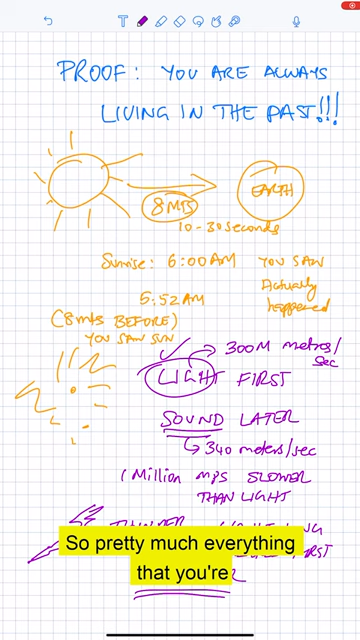 PROOF: YOU ARE ALWAYS
LIVING IN THE PAST!!!
8MTS
EARTH
10-30 seconds
Sunrise: 6:00AM YOU SAW
Actually
happened
5:52AM
(8mts BEFORE)
YOU SAW SUN
300M metres/
sec
LIGHT FIRST
SOUND LATER
340 meters/sec
1 Million mps SLOWER
THAN LIGHT
So pretty much everything
that you're